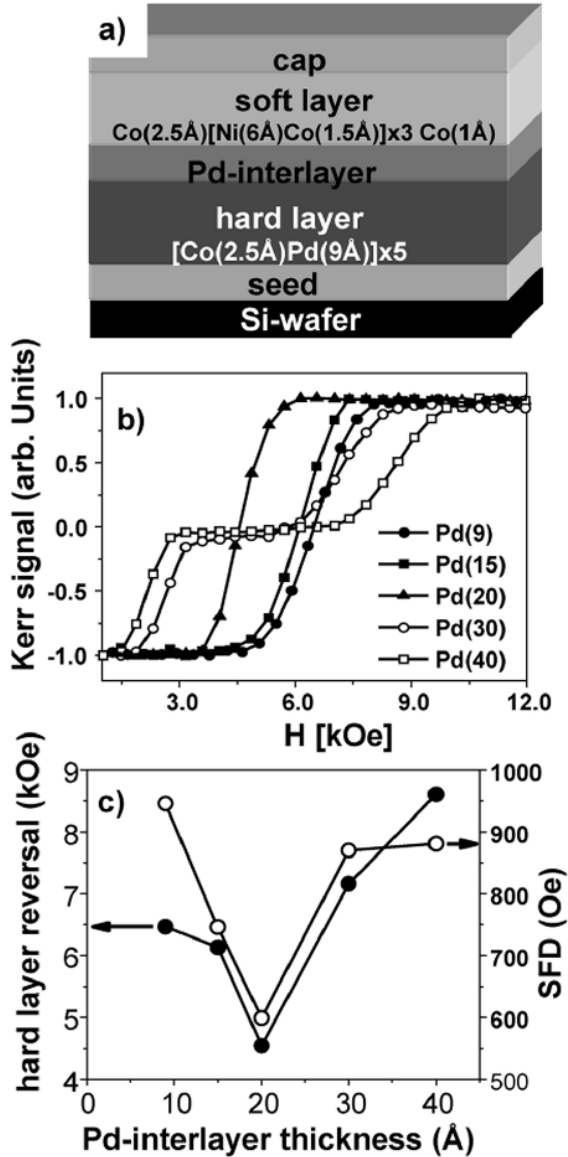 a)
cap
soft layer
Co(2.5Å)[Ni(6Å)Co(1.5Å)]x3 Co(1Å)
Pd-interlayer
hard layer
[Co(2.5Å)Pd(9Å)]x5
seed
Si-wafer
b)
Kerr signal (arb. Units)
1.0
0.5
0.0
-0.5
-1.0
Pd(9)
Pd(15)
Pd(20)
Pd(30)
Pd(40)
3.0 6.0 9.0 12.0
H [kOe]
c)
hard layer reversal (kOe)
9
8
7
6
5
4
1000
900
800
700
600
500
SFD (Oe)
0 10 20 30 40
Pd-interlayer thickness (Å)